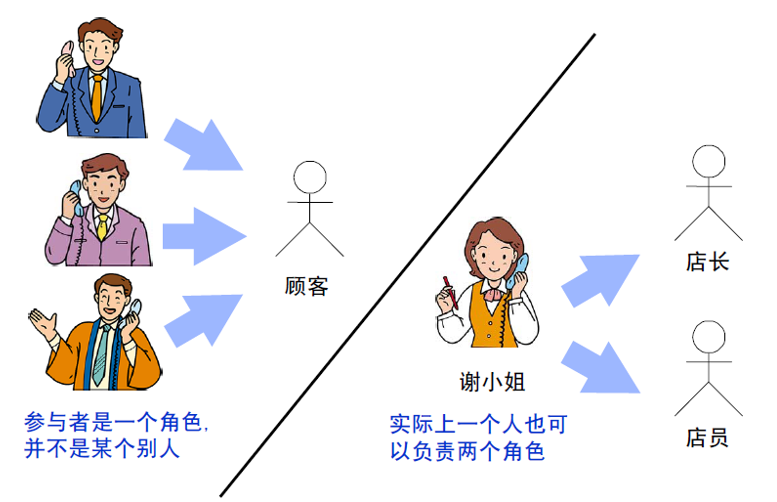 顾客
参与者是一个角色,
并不是某个别人
店长
谢小姐
店员
实际上一个人也可
以负责两个角色